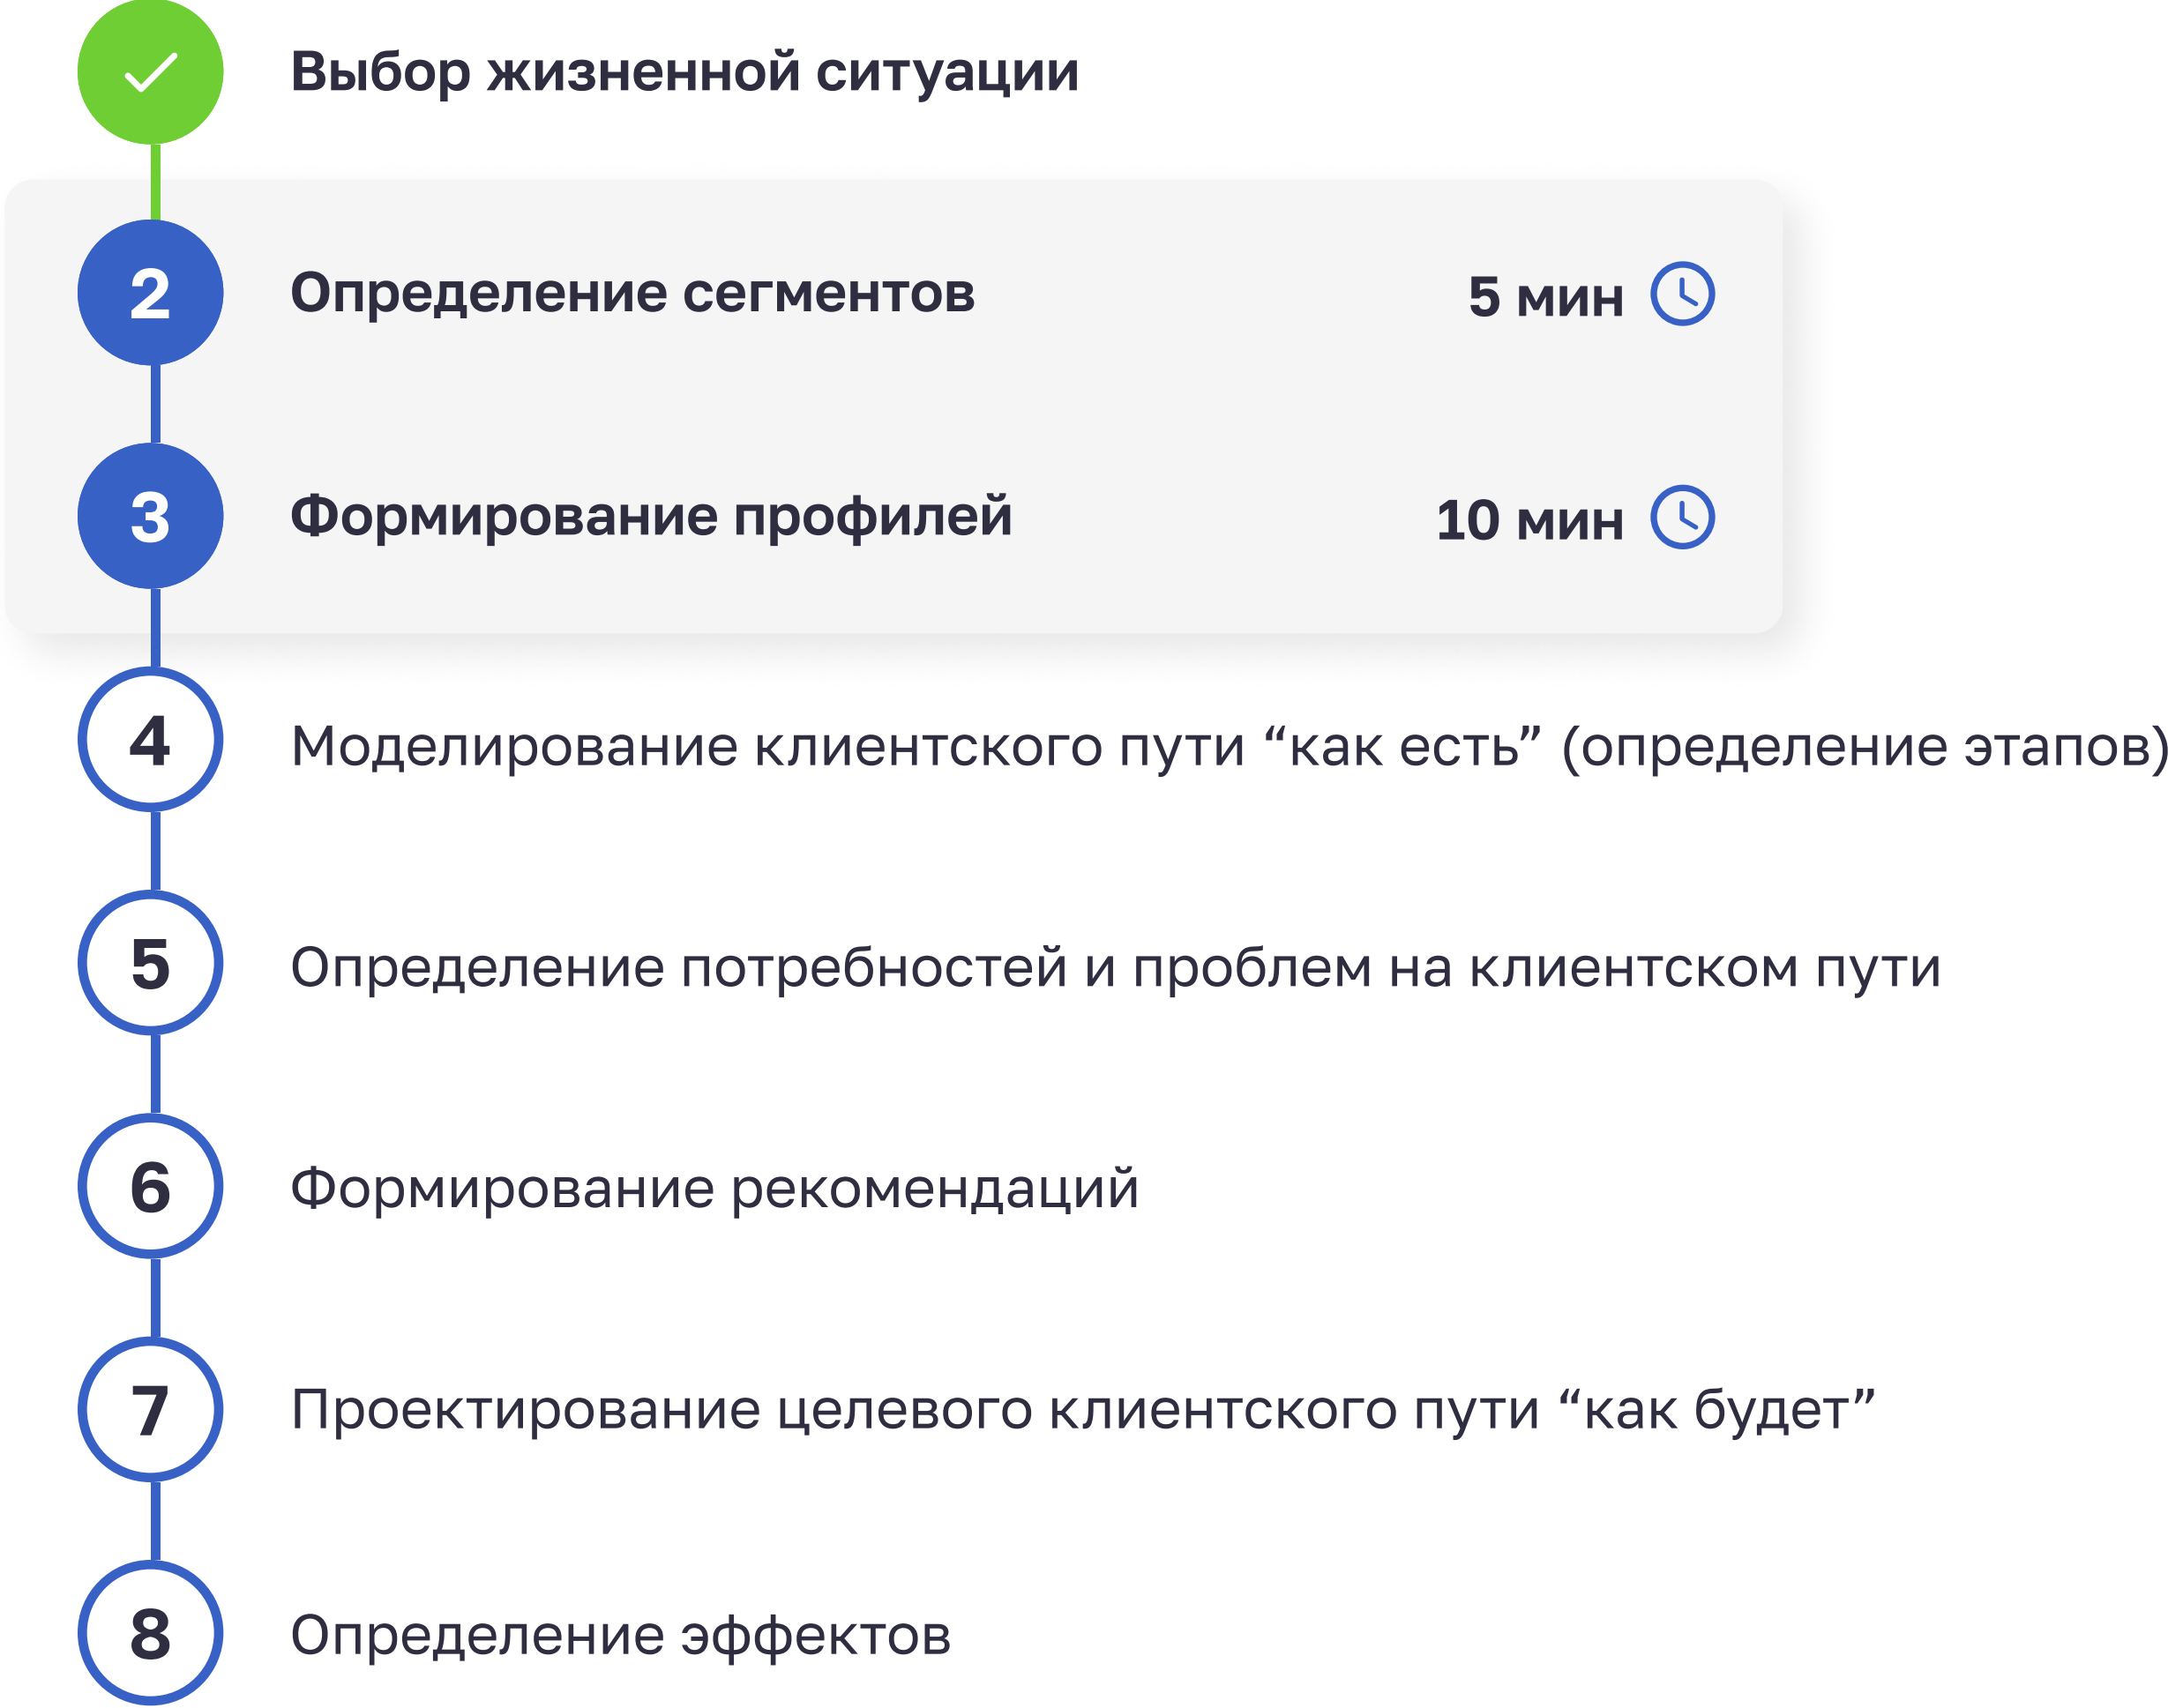 Выбор жизненной ситуации
2 Определение сегментов 5 мин
3 Формирование профилей 10 мин
4 Моделирование клиентского пути “как есть” (определение этапов)
5 Определение потребностей и проблем на клиентском пути
6 Формирование рекомендаций
7 Проектирование целевого клиентского пути “как будет”
8 Определение эффектов